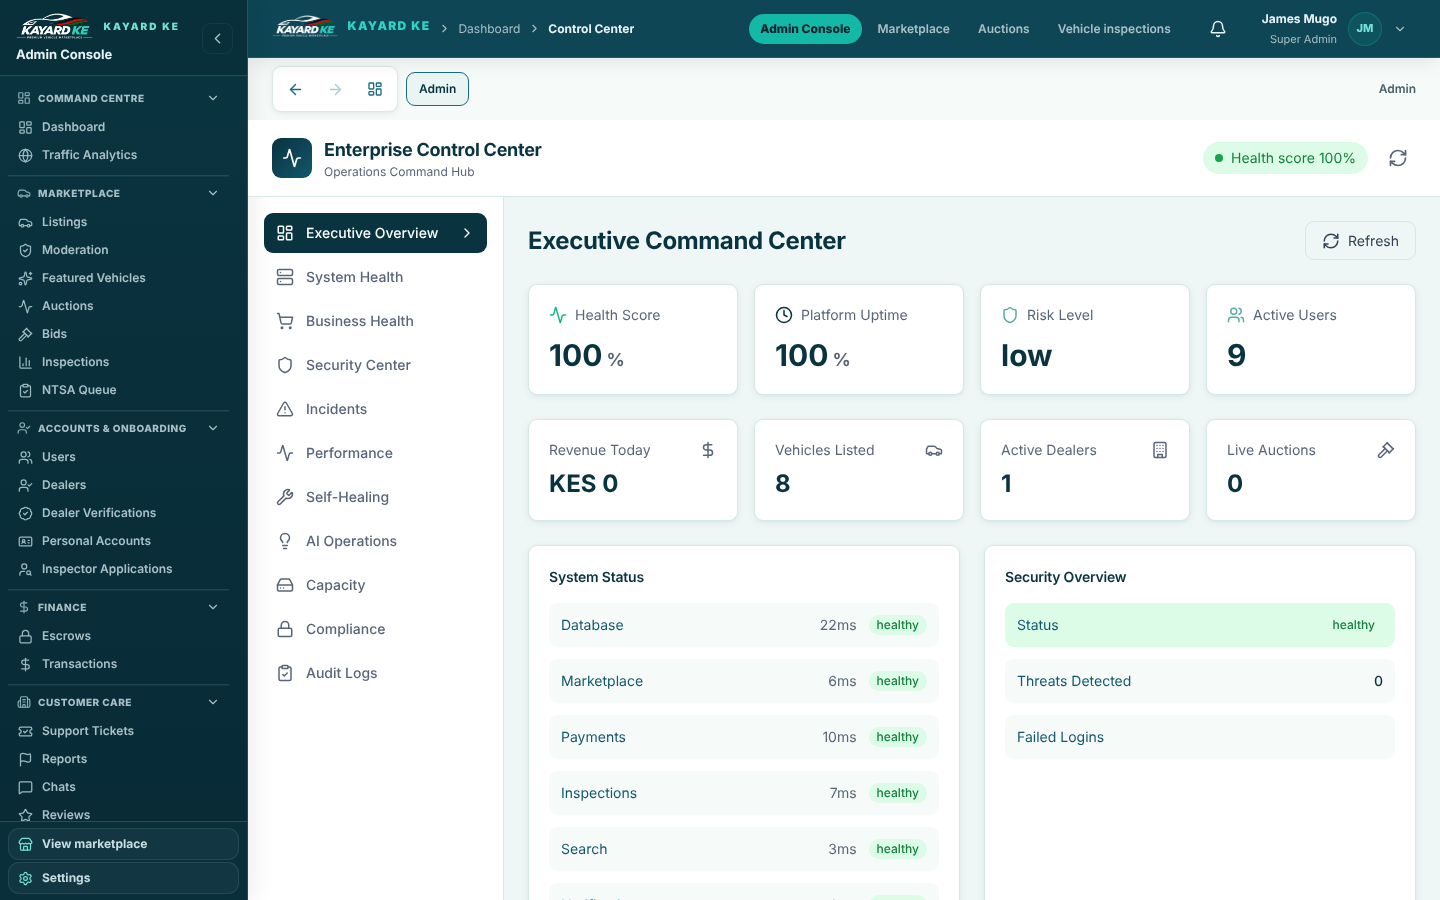 KAYARD KE
PREMIUM VEHICLE MARKETPLACE
KAYARD KE
Admin Console
COMMAND CENTRE
Dashboard
Traffic Analytics
MARKETPLACE
Listings
Moderation
Featured Vehicles
Auctions
Bids
Inspections
NTSA Queue
ACCOUNTS & ONBOARDING
Users
Dealers
Dealer Verifications
Personal Accounts
Inspector Applications
FINANCE
Escrows
Transactions
CUSTOMER CARE
Support Tickets
Reports
Chats
Reviews
View marketplace
Settings
KAYARD KE
KAYARD KE
Dashboard
Control Center
Admin Console
Marketplace
Auctions
Vehicle inspections
James Mugo
Super Admin
JM
Admin
Admin
Enterprise Control Center
Operations Command Hub
Health score 100%
Executive Overview
System Health
Business Health
Security Center
Incidents
Performance
Self-Healing
AI Operations
Capacity
Compliance
Audit Logs
Executive Command Center
Refresh
Health Score
100 %
Platform Uptime
100 %
Risk Level
low
Active Users
9
Revenue Today
KES 0
Vehicles Listed
8
Active Dealers
1
Live Auctions
0
System Status
Database 22ms healthy
Marketplace 6ms healthy
Payments 10ms healthy
Inspections 7ms healthy
Search 3ms healthy
Security Overview
Status healthy
Threats Detected 0
Failed Logins